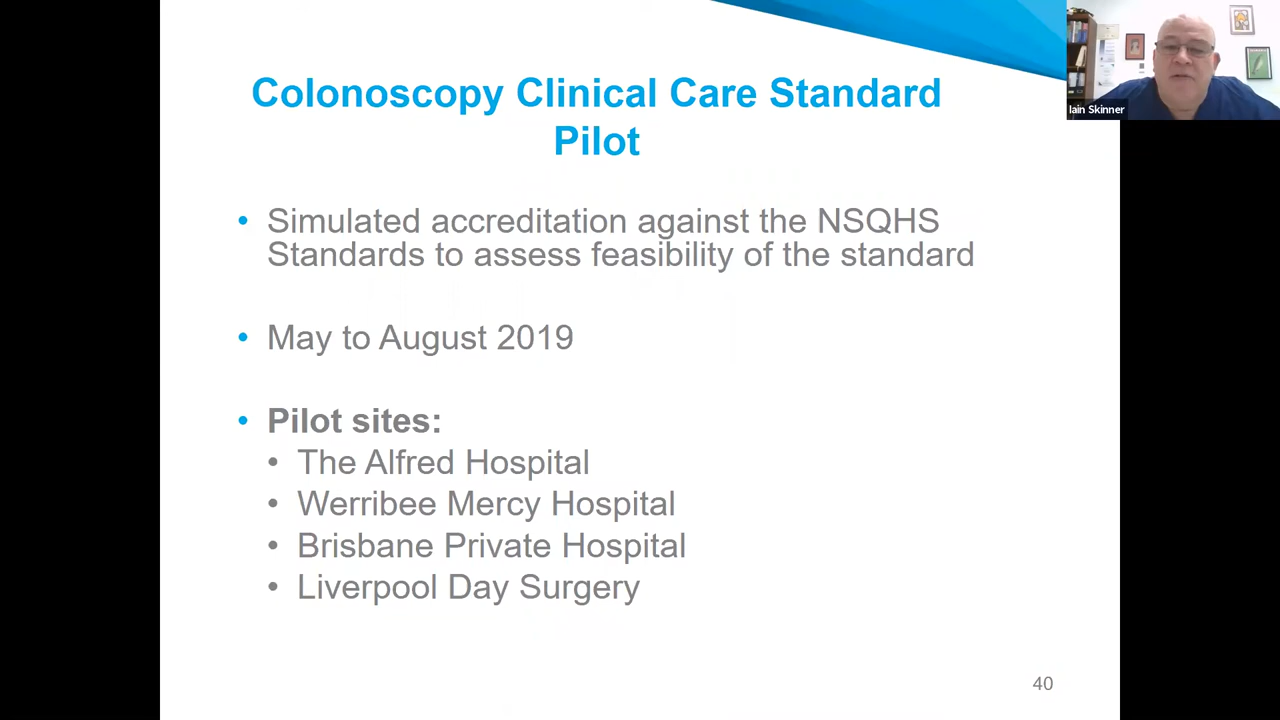 Colonoscopy Clinical Care Standard
Pilot
• Simulated accreditation against the NSQHS
Standards to assess feasibility of the standard
• May to August 2019
• Pilot sites:
• The Alfred Hospital
• Werribee Mercy Hospital
• Brisbane Private Hospital
• Liverpool Day Surgery
40
Iain Skinner